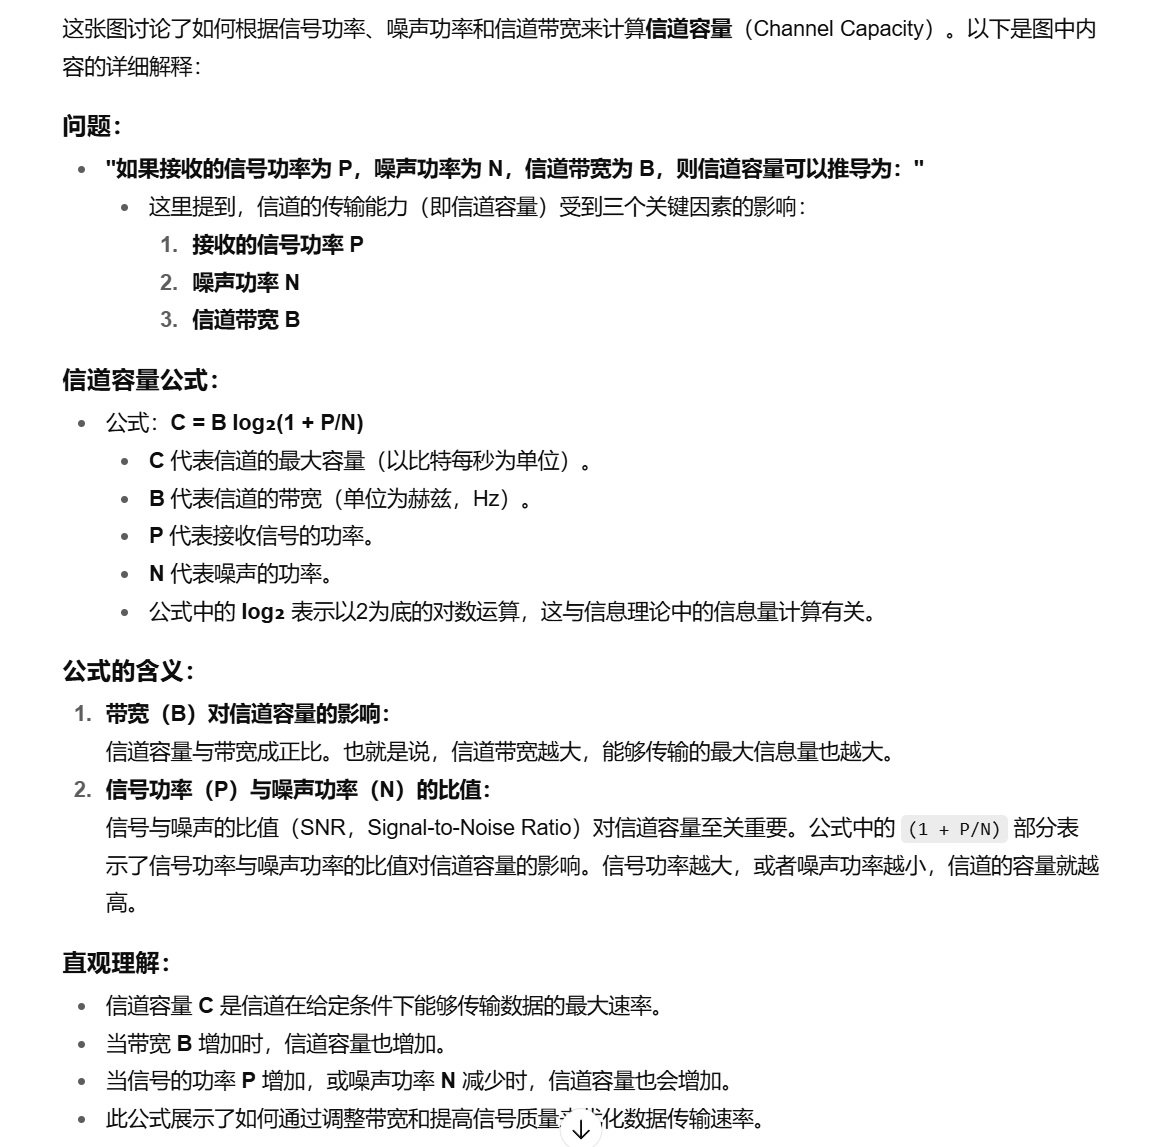 这张图讨论了如何根据信号功率、噪声功率和信道带宽来计算信道容量（Channel Capacity）。以下是图中内
容的详细解释：
问题：
"如果接收的信号功率为 P，噪声功率为 N，信道带宽为 B，则信道容量可以推导为："
这里提到，信道的传输能力（即信道容量）受到三个关键因素的影响：
1. 接收的信号功率 P
2. 噪声功率 N
3. 信道带宽 B
信道容量公式：
公式：C = B log₂(1 + P/N)
C 代表信道的最大容量（以比特每秒为单位）。
B 代表信道的带宽（单位为赫兹，Hz）。
P 代表接收信号的功率。
N 代表噪声的功率。
公式中的 log₂ 表示以2为底的对数运算，这与信息理论中的信息量计算有关。
公式的含义：
1. 带宽（B）对信道容量的影响：
信道容量与带宽成正比。也就是说，信道带宽越大，能够传输的最大信息量也越大。
2. 信号功率（P）与噪声功率（N）的比值：
信号与噪声的比值（SNR，Signal-to-Noise Ratio）对信道容量至关重要。公式中的 (1 + P/N) 部分表
示了信号功率与噪声功率的比值对信道容量的影响。信号功率越大，或者噪声功率越小，信道的容量就越
高。
直观理解：
信道容量 C 是信道在给定条件下能够传输数据的最大速率。
当带宽 B 增加时，信道容量也增加。
当信号的功率 P 增加，或噪声功率 N 减少时，信道容量也会增加。
此公式展示了如何通过调整带宽和提高信号质量化数据传输速率。